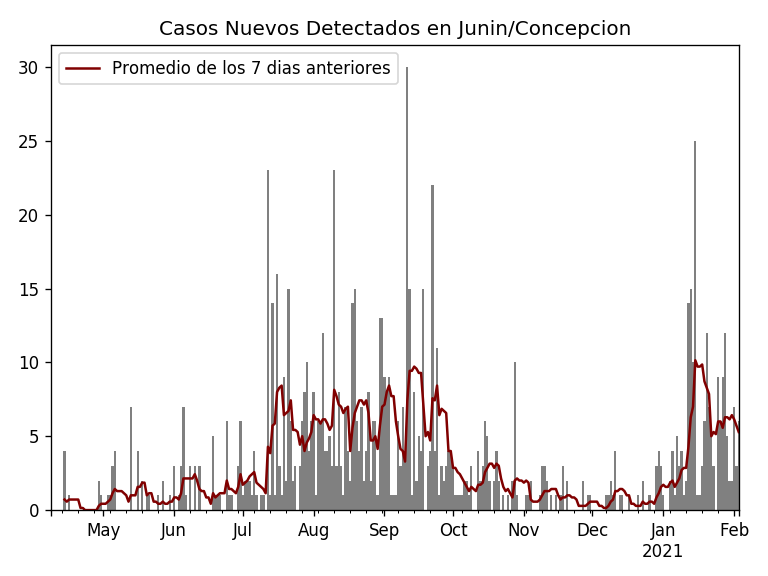 Casos Nuevos Detectados en Junin/Concepcion
Promedio de los 7 dias anteriores
30
25
20
15
10
5
0
May Jun Jul Aug Sep Oct Nov Dec Jan Feb
2021